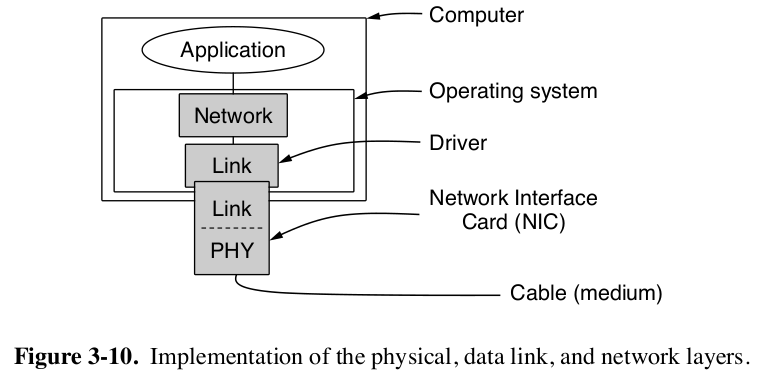 Computer
Application
Operating system
Network
Driver
Link
Link
Network Interface
Card (NIC)
PHY
Cable (medium)
Figure 3-10. Implementation of the physical, data link, and network layers.